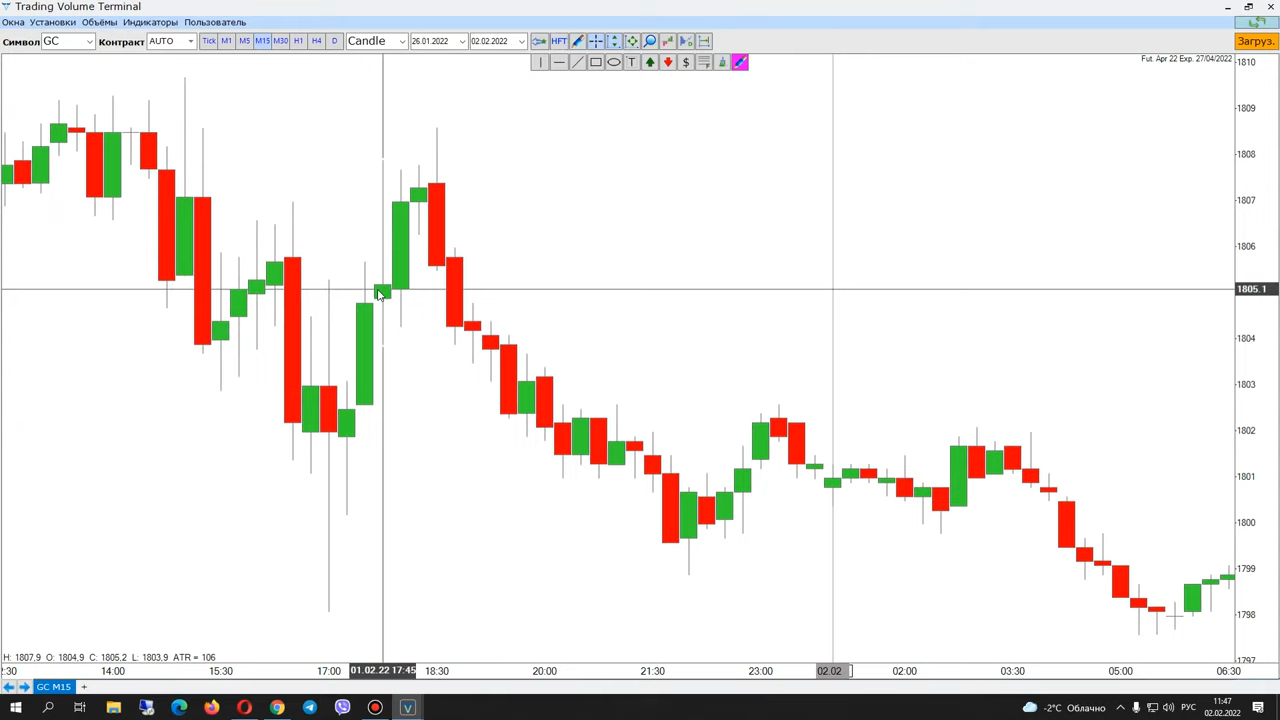 Trading Volume Terminal
Окна Установки Объёмы Индикаторы Пользователь
Символ GC Контракт AUTO Tick M1 M5 M15 M30 H1 H4 D Candle 26.01.2022 02.02.2022 HFT Загруз.
T $
Fut. Apr 22 Exp. 27/04/2022
1810
1809
1808
1807
1806
1805.1
1804
1803
1802
1801
1800
1799
1798
1797
H: 1807.9 O: 1804.9 C: 1805.2 L: 1803.9 ATR = 106
:30 14:00 15:30 17:00 01.02.22 17:45 18:30 20:00 21:30 23:00 02.02 02:00 03:30 05:00 06:30
GC M15 +
-2°C Облачно РУС 11:47
02.02.2022